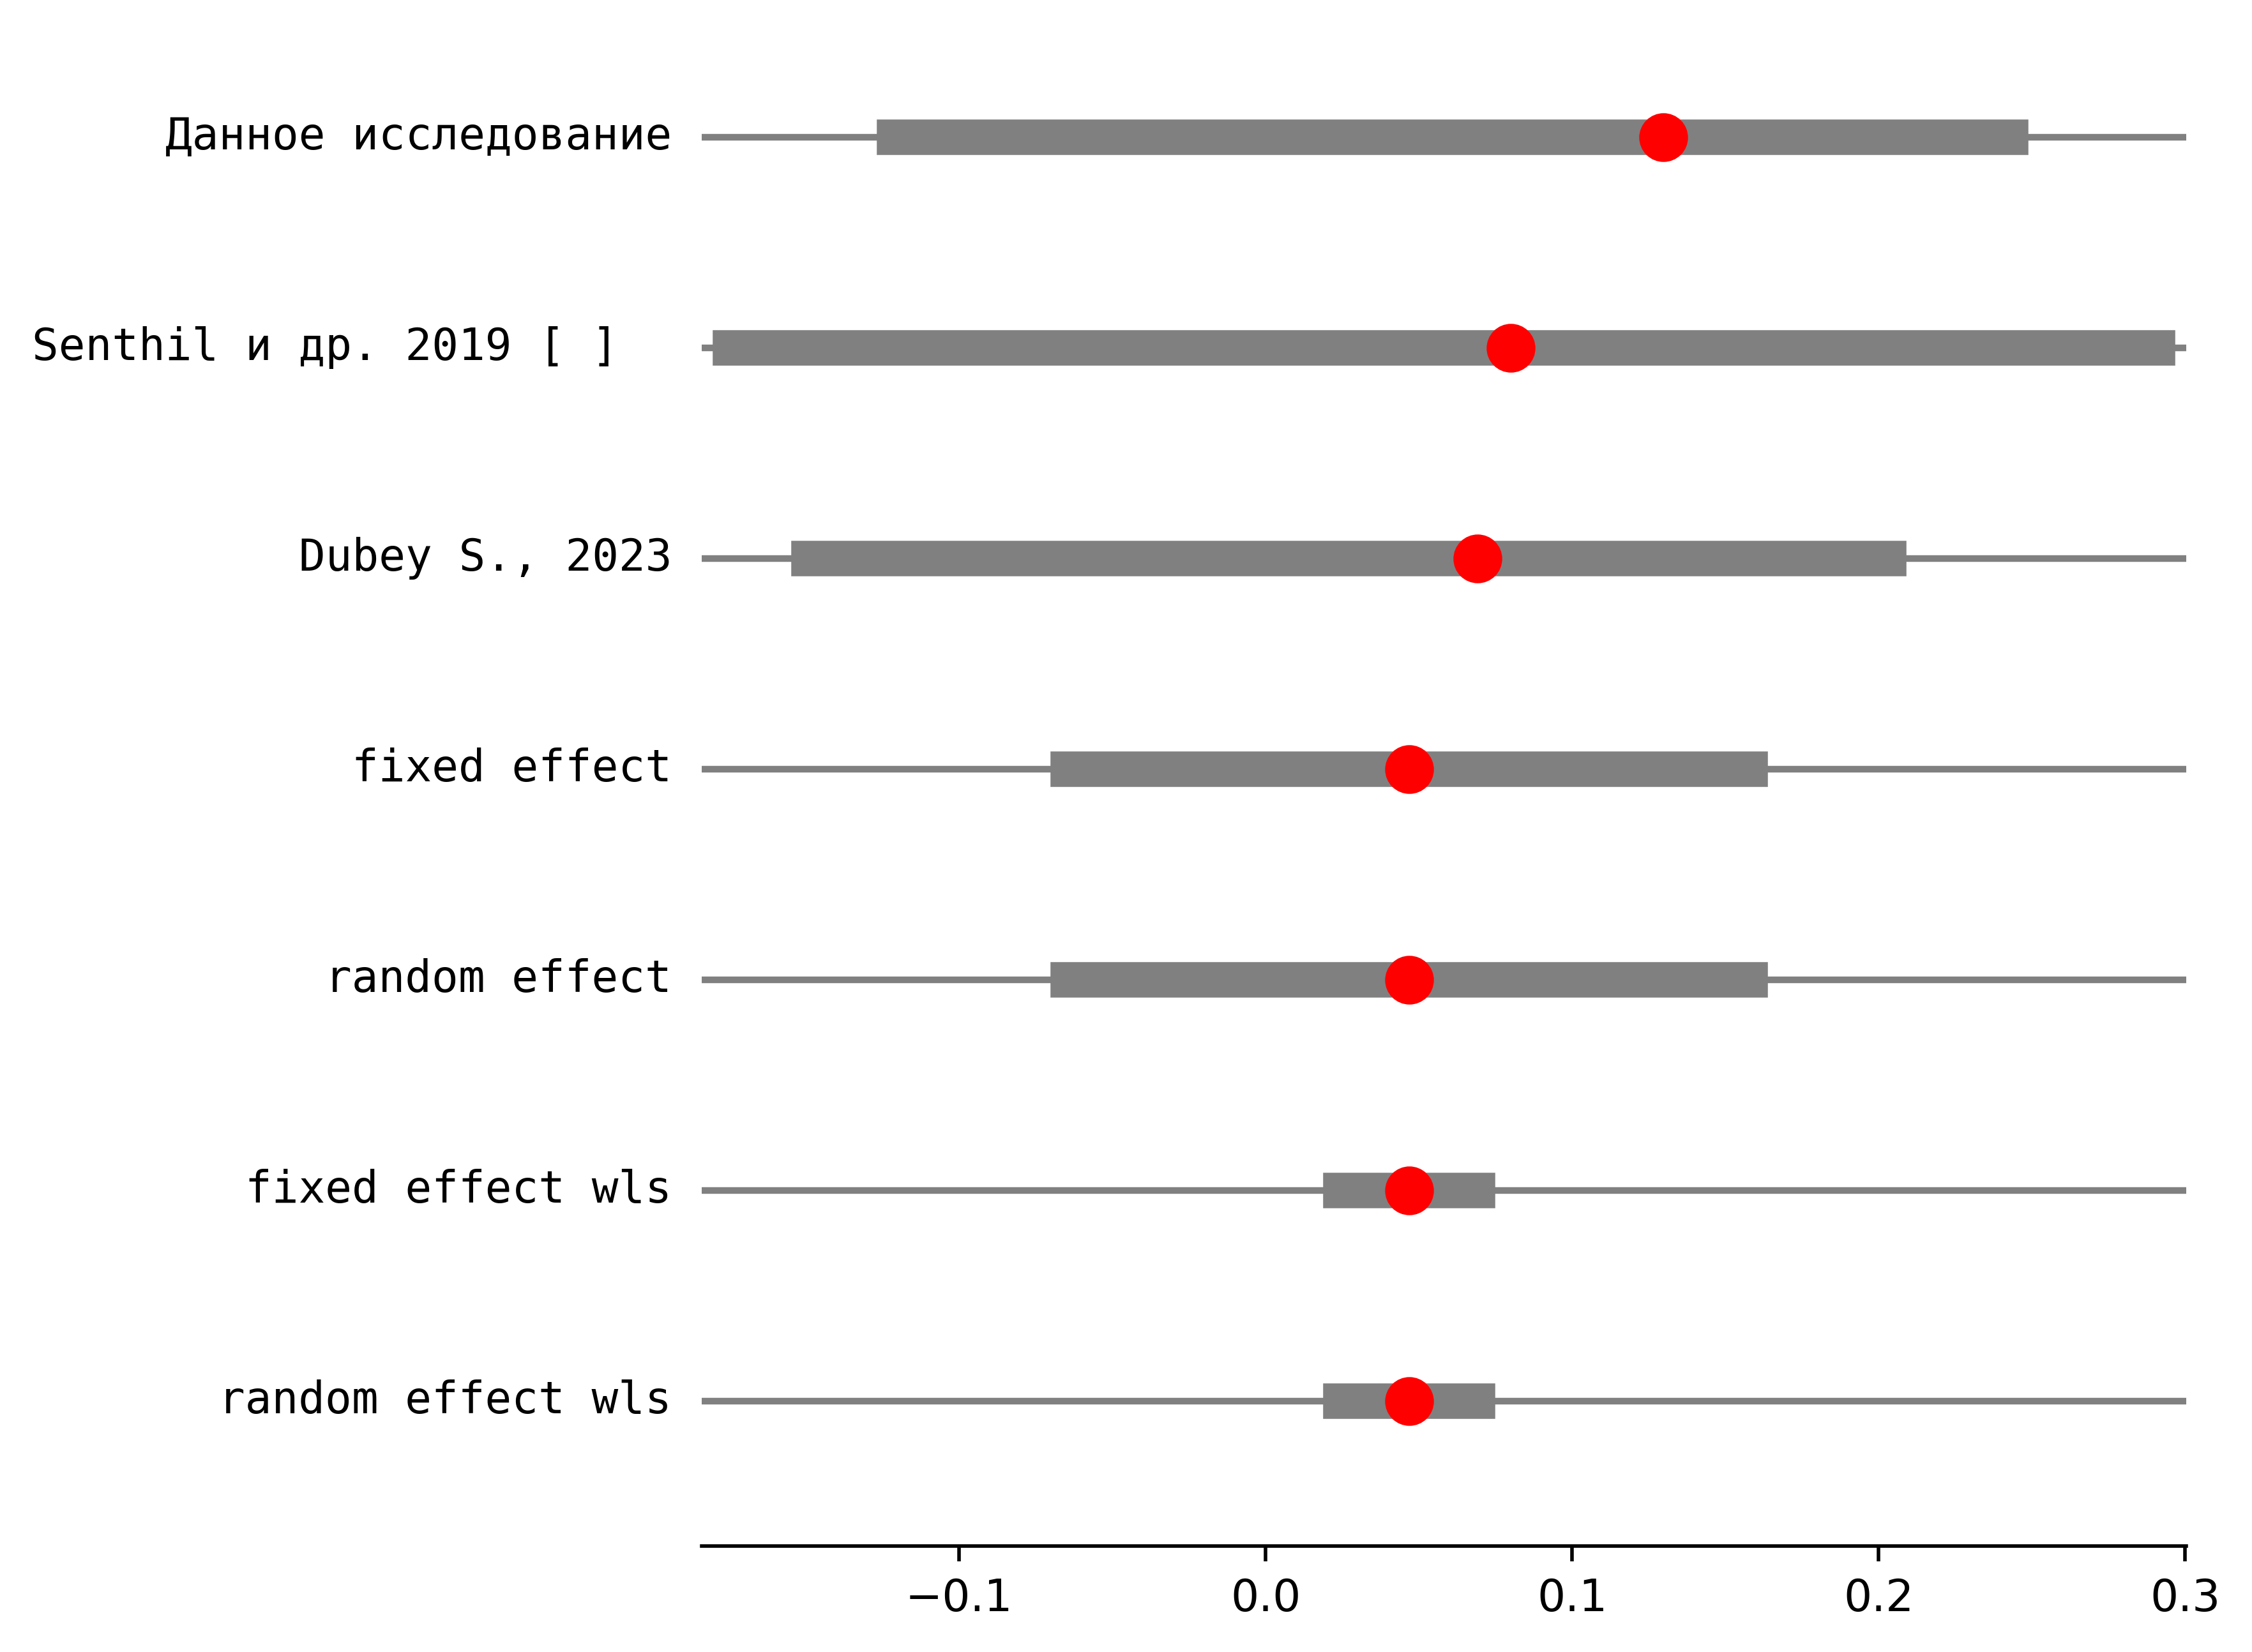 Данное исследование
Senthil и др. 2019 [ ]
Dubey S., 2023
fixed effect
random effect
fixed effect wls
random effect wls
−0.1 0.0 0.1 0.2 0.3